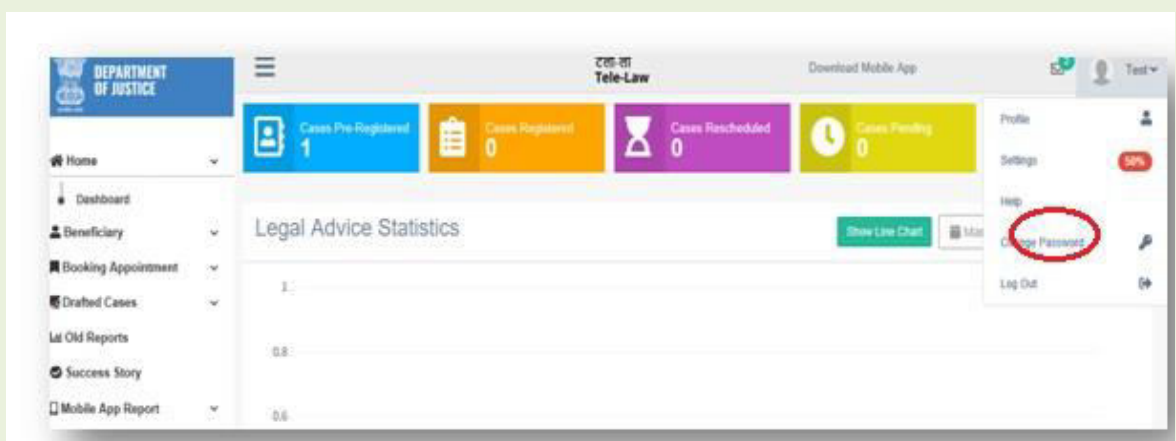 DEPARTMENT
OF JUSTICE
टेली-लॉ
Tele-Law
Download Mobile App
Test
Cases Pre-Registered
1
Cases Registered
0
Cases Rescheduled
0
Cases Pending
0
Profile
Settings
50%
Help
Change Password
Log Out
Home
Dashboard
Beneficiary
Booking Appointment
Drafted Cases
Old Reports
Success Story
Mobile App Report
Legal Advice Statistics
Show Line Chart
1
0.8
0.6